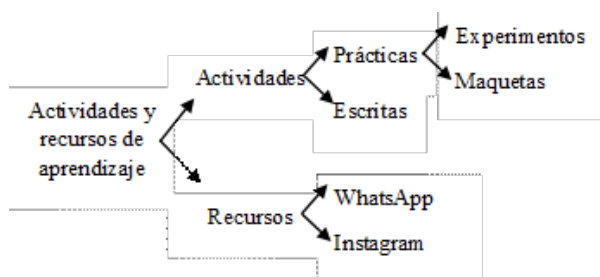 Actividades y
recursos de
aprendizaje
Actividades
Prácticas
Experimentos
Maquetas
Escritas
Recursos
WhatsApp
Instagram